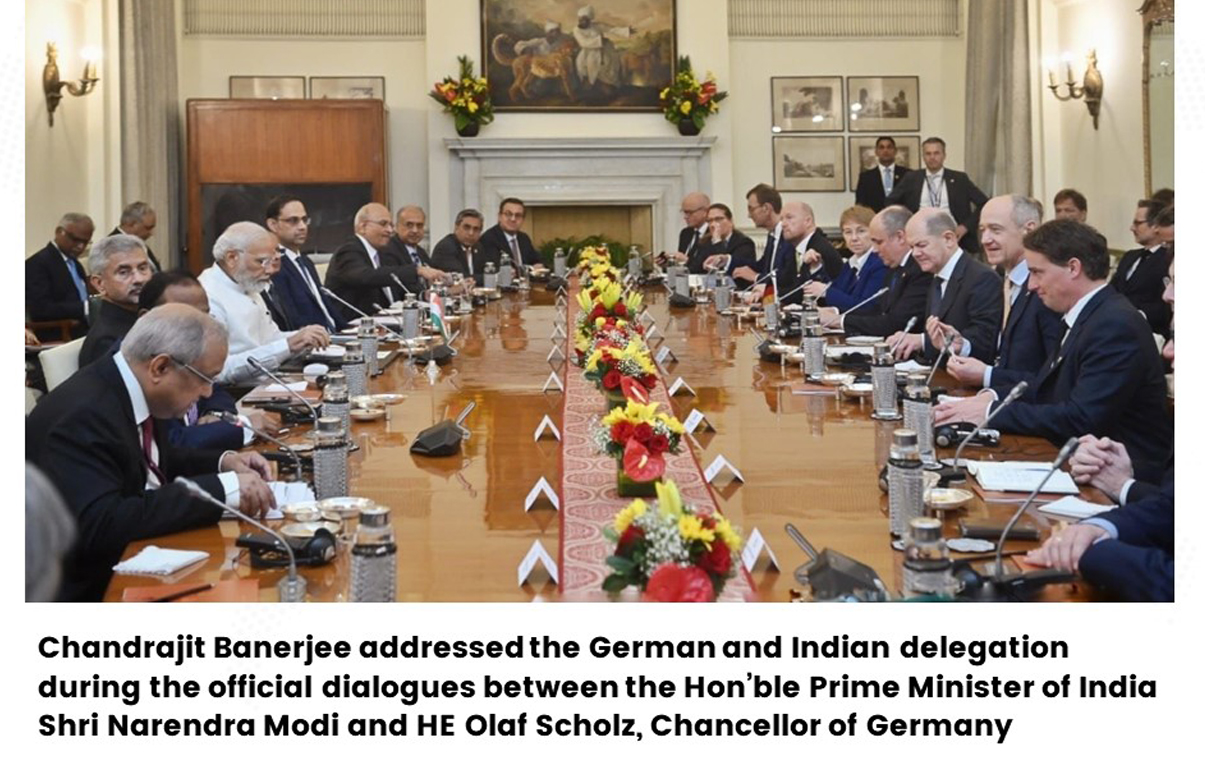 Chandrajit Banerjee addressed the German and Indian delegation
during the official dialogues between the Hon’ble Prime Minister of India
Shri Narendra Modi and HE Olaf Scholz, Chancellor of Germany